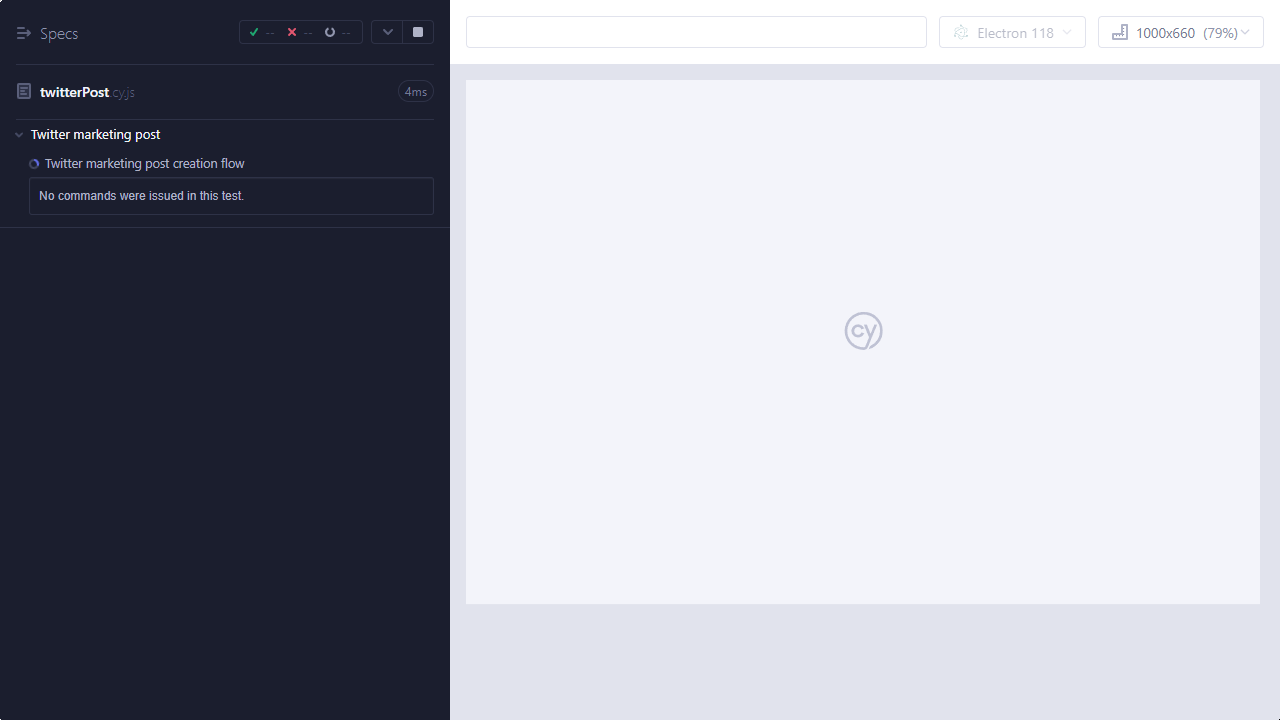 Specs
--
--
--
twitterPost.cy.js
4ms
Twitter marketing post
Twitter marketing post creation flow
No commands were issued in this test.
Electron 118
1000x660 (79%)
cy